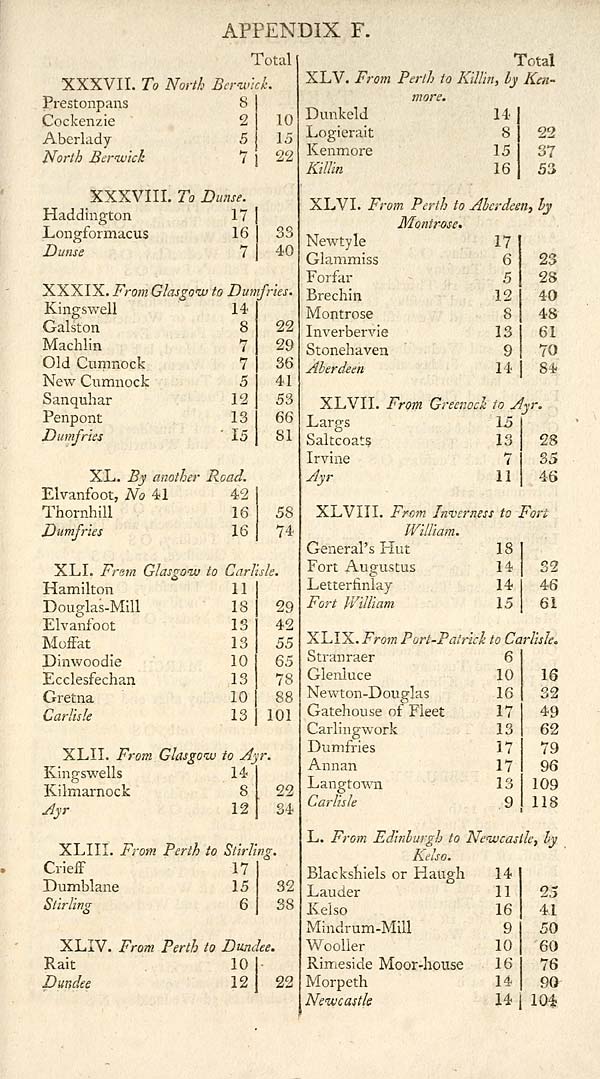 APPENDIX F.
Total
XXXVII. To North Berwick.
Prestonpans 8
Cockenzie 2 10
Aberlady 5 15
North Berwick 7 22
XXXVIII. To Dunse.
Haddington 17
Longformacus 16 33
Dunse 7 40
XXXIX. From Glasgow to Dumfries.
Kingswell 14
Galston 8 22
Machlin 7 29
Old Cumnock 7 36
New Cumnock 5 41
Sanquhar 12 53
Penpont 13 66
Dumfries 15 81
XL. By another Road.
Elvanfoot, No 41 42
Thornhill 16 58
Dumfries 16 74
XLI. From Glasgow to Carlisle.
Hamilton 11
Douglas-Mill 18 29
Elvanfoot 13 42
Moffat 13 55
Dinwoodie 10 65
Ecclesfechan 13 78
Gretna 10 88
Carlisle 13 101
XLII. From Glasgow to Ayr.
Kingswells 14
Kilmarnock 8 22
Ayr 12 34
XLIII. From Perth to Stirling.
Crieff 17
Dumblane 15 32
Stirling 6 38
XLIV. From Perth to Dundee.
Rait 10
Dundee 12 22
Total
XLV. From Perth to Killin, by Ken-
more.
Dunkeld 14
Logierait 8 22
Kenmore 15 37
Killin 16 53
XLVI. From Perth to Aberdeen, by
Montrose.
Newtyle 17
Glammiss 6 23
Forfar 5 28
Brechin 12 40
Montrose 8 48
Inverbervie 13 61
Stonehaven 9 70
Aberdeen 14 84
XLVII. From Greenock to Ayr.
Largs 15
Saltcoats 13 28
Irvine 7 35
Ayr 11 46
XLVIII. From Inverness to Fort
William.
General's Hut 18
Fort Augustus 14 32
Letterfinlay 14 46
Fort William 15 61
XLIX. From Port-Patrick to Carlisle.
Stranraer 6
Glenluce 10 16
Newton-Douglas 16 32
Gatehouse of Fleet 17 49
Carlingwork 13 62
Dumfries 17 79
Annan 17 96
Langtown 13 109
Carlisle 9 118
L. From Edinburgh to Newcastle, by
Kelso.
Blackshiels or Haugh 14
Lauder 11 25
Kelso 16 41
Mindrum-Mill 9 50
Wooller 10 60
Rimeside Moor-house 16 76
Morpeth 14 90
Newcastle 14 104